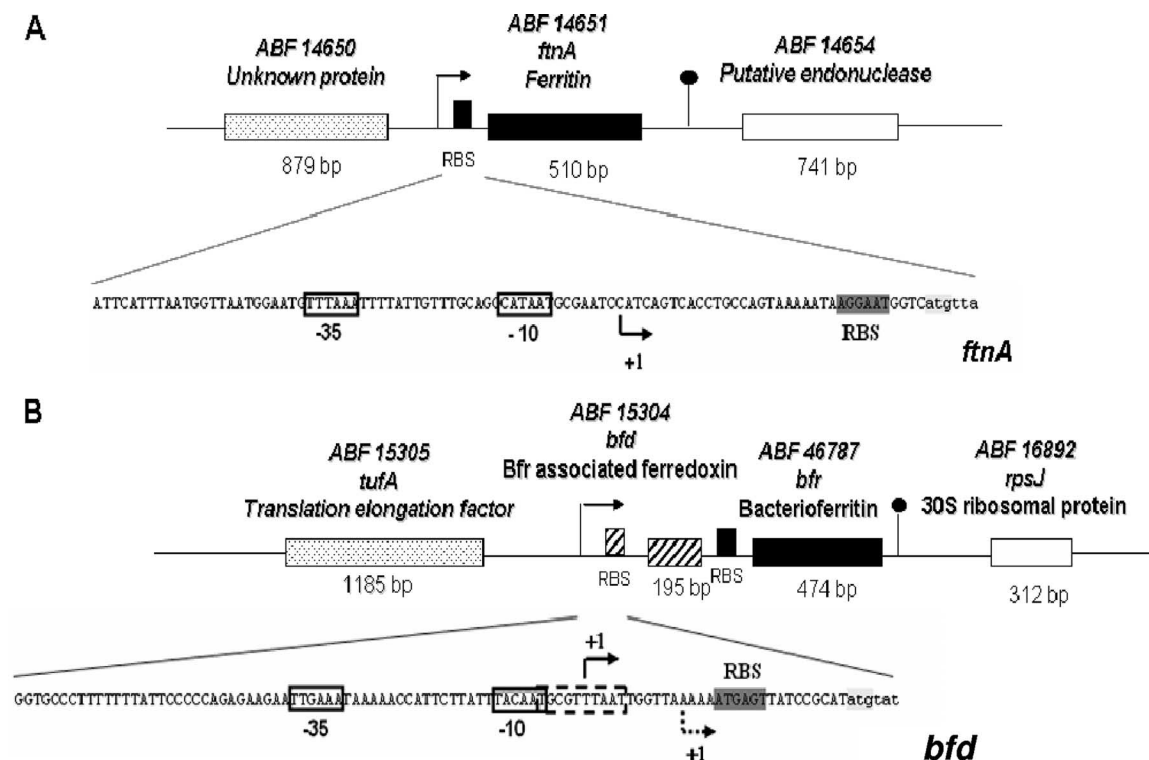 A
ABF 14650
Unknown protein
ABF 14651
ftnA
Ferritin
ABF 14654
Putative endonuclease
879 bp
RBS
510 bp
741 bp
ATTCATTTAATGGTTAATGGAATGTTTAAATTTTATTGTTTGCAGGCATAATGCGAATCCATCAGTCACCTGCCAGTAAAAATAAGGAATGGTCatgtta
-35
-10
+1
RBS
ftnA
B
ABF 15305
tufA
Translation elongation factor
ABF 15304
bfd
Bfr associated ferredoxin
ABF 46787
bfr
Bacterioferritin
ABF 16892
rpsJ
30S ribosomal protein
1185 bp
RBS
195 bp
RBS
474 bp
312 bp
+1
RBS
GGTGCCCTTTTTTTTATTCCCCCAGAGAAGAATTGAAATAAAAACCATTCTTATTTACAATGCGTTTAATTGGTTAAAAAATGAGTTATCCGCATatgtat
-35
-10
+1
bfd